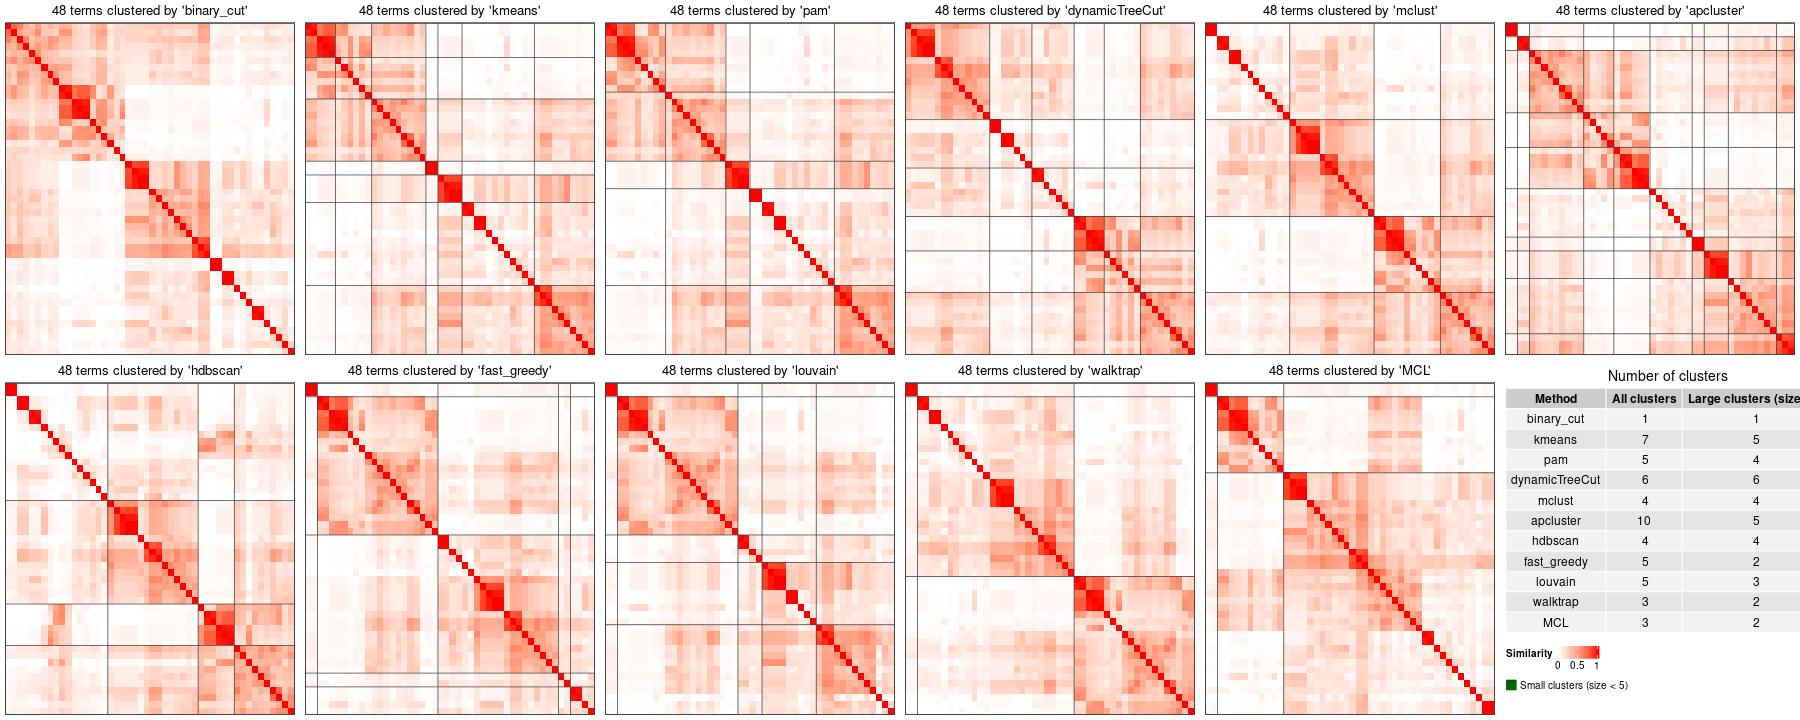 48 terms clustered by 'binary_cut'
48 terms clustered by 'kmeans'
48 terms clustered by 'pam'
48 terms clustered by 'dynamicTreeCut'
48 terms clustered by 'mclust'
48 terms clustered by 'apcluster'
48 terms clustered by 'hdbscan'
48 terms clustered by 'fast_greedy'
48 terms clustered by 'louvain'
48 terms clustered by 'walktrap'
48 terms clustered by 'MCL'
Number of clusters
Method All clusters Large clusters (size
binary_cut 1 1
kmeans 7 5
pam 5 4
dynamicTreeCut 6 6
mclust 4 4
apcluster 10 5
hdbscan 4 4
fast_greedy 5 2
louvain 5 3
walktrap 3 2
MCL 3 2
Similarity
0 0.5 1
Small clusters (size < 5)